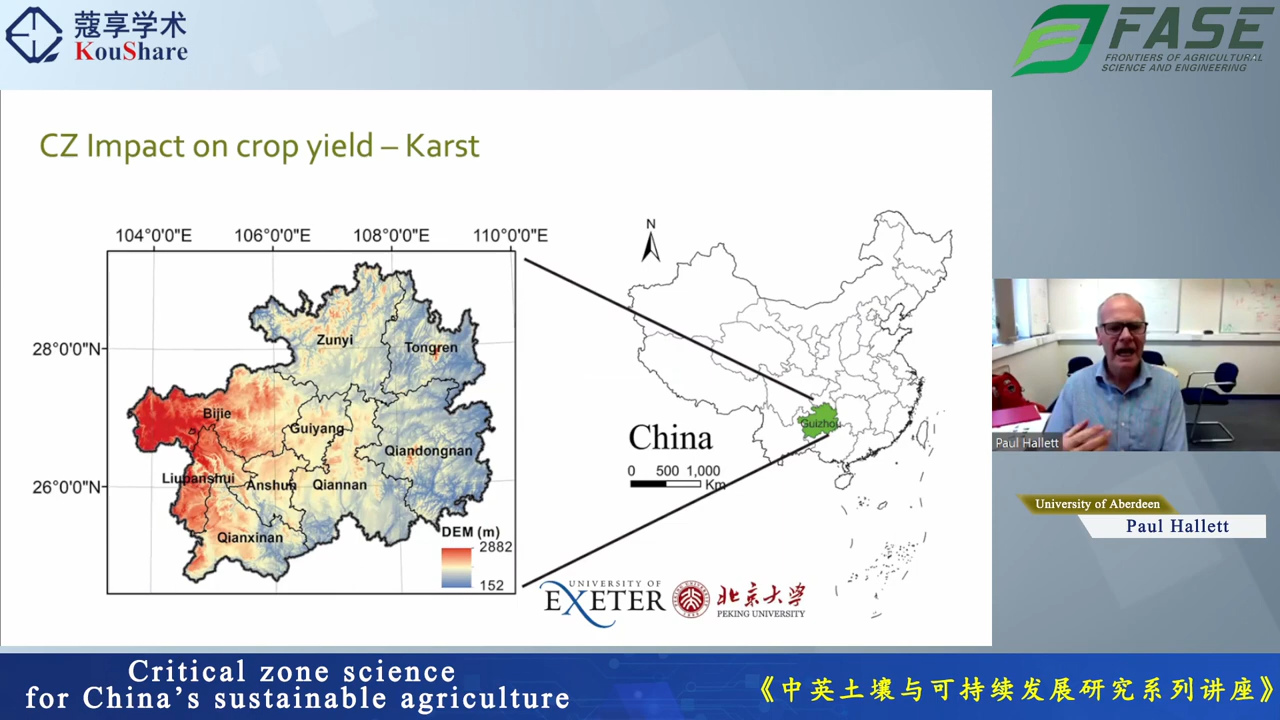 蔻享学术
KouShare
FASE
FRONTIERS OF AGRICULTURAL
SCIENCE AND ENGINEERING
CZ Impact on crop yield – Karst
104°0'0"E 106°0'0"E 108°0'0"E 110°0'0"E
28°0'0"N
26°0'0"N
Zunyi
Tongren
Bijie
Guiyang
Qiandongnan
Liupanshui
Anshun
Qiannan
Qianxinan
DEM (m)
2882
152
N
Guizhou
China
0 500 1,000
Km
UNIVERSITY OF
EXETER
北京大学
PEKING UNIVERSITY
Paul Hallett
University of Aberdeen
Paul Hallett
Critical zone science
for China's sustainable agriculture
《中英土壤与可持续发展研究系列讲座》